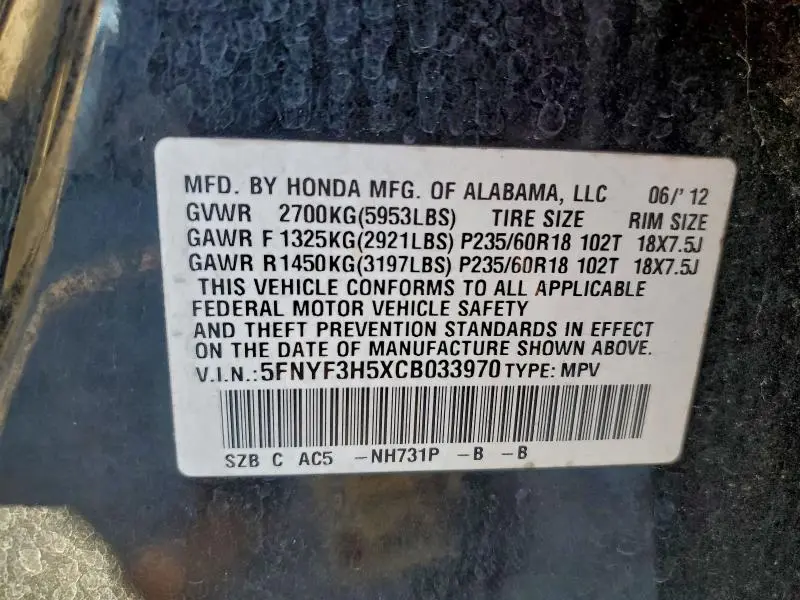 MFD. BY HONDA MFG. OF ALABAMA, LLC 06/'12
GVWR 2700KG(5953LBS) TIRE SIZE RIM SIZE
GAWR F 1325KG(2921LBS) P235/60R18 102T 18X7.5J
GAWR R1450KG(3197LBS) P235/60R18 102T 18X7.5J
THIS VEHICLE CONFORMS TO ALL APPLICABLE
FEDERAL MOTOR VEHICLE SAFETY
AND THEFT PREVENTION STANDARDS IN EFFECT
ON THE DATE OF MANUFACTURE SHOWN ABOVE.
V.I.N.: 5FNYF3H5XCB033970 TYPE: MPV
SZB C AC5 -NH731P -B -B